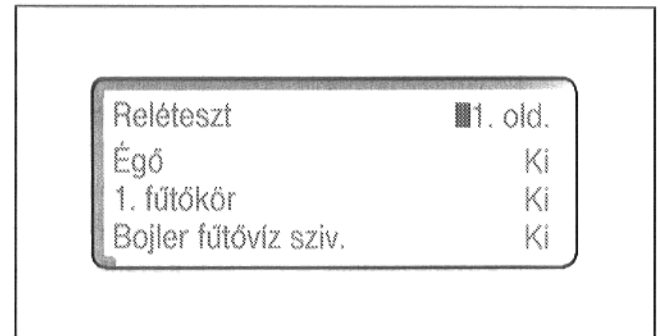 Reléteszt 1. old.
Égő Ki
1. fűtőkör Ki
Bojler fűtővíz sziv. Ki